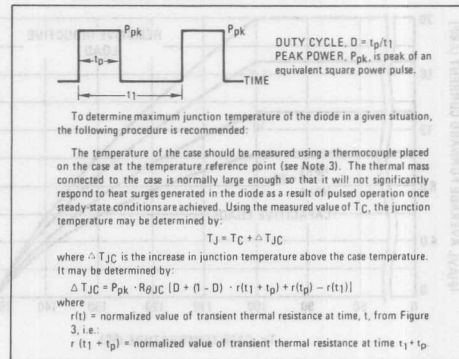 Ppk
Ppk
tp
t1
TIME
DUTY CYCLE, D = tp/t1
PEAK POWER, Ppk, is peak of an
equivalent square power pulse.
To determine maximum junction temperature of the diode in a given situation,
the following procedure is recommended:
The temperature of the case should be measured using a thermocouple placed
on the case at the temperature reference point (see Note 3). The thermal mass
connected to the case is normally large enough so that it will not significantly
respond to heat surges generated in the diode as a result of pulsed operation once
steady-state conditions are achieved. Using the measured value of TC, the junction
temperature may be determined by:
TJ = TC + △TJC
where △TJC is the increase in junction temperature above the case temperature.
It may be determined by:
△TJC = Ppk · RθJC [D + (1 - D) · r(t1 + tp) + r(tp) - r(t1)]
where
r(t) = normalized value of transient thermal resistance at time, t, from Figure
3, i.e.:
r (t1 + tp) = normalized value of transient thermal resistance at time t1 + tp.